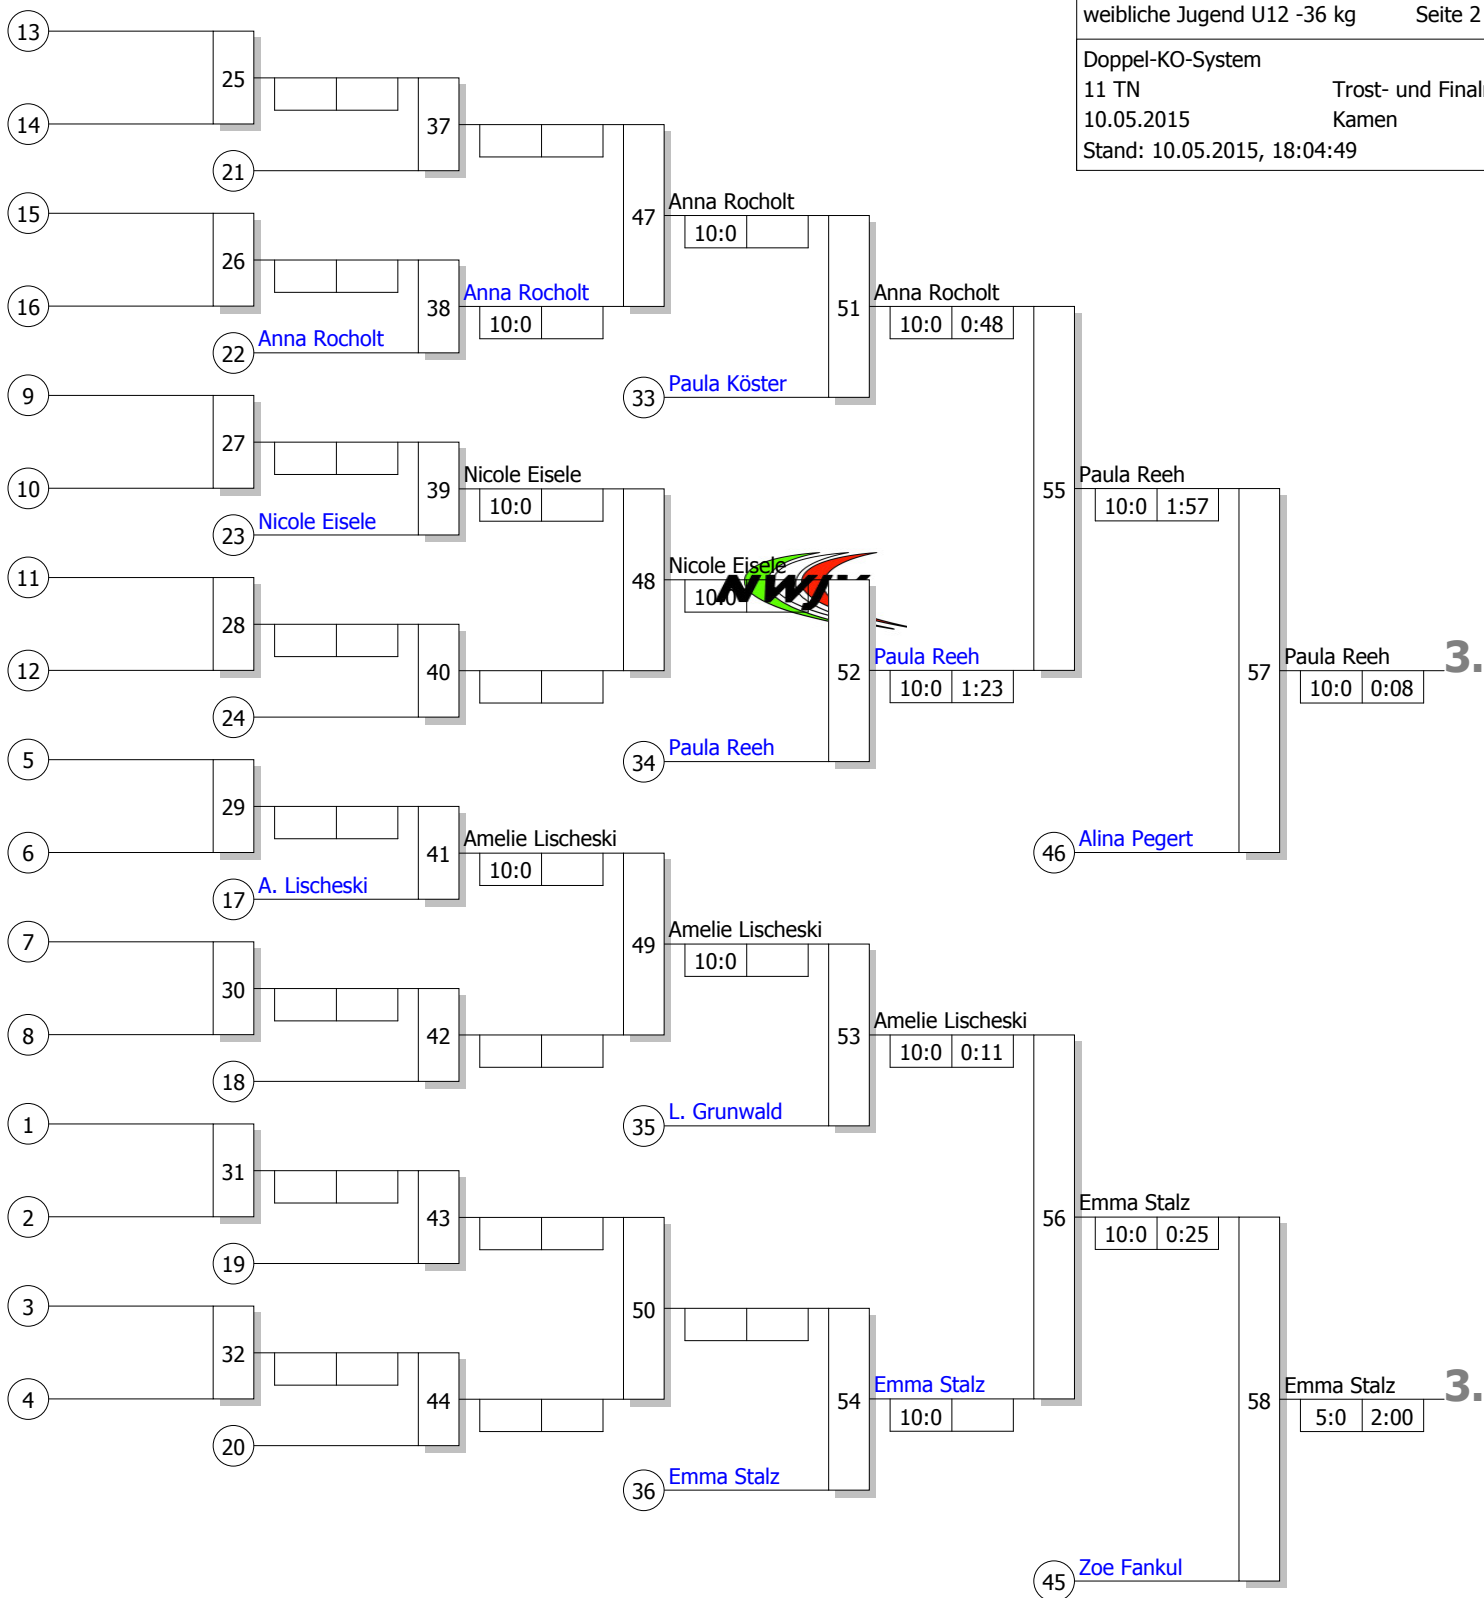 weibliche Jugend U12 -36 kg Seite 2
Doppel-KO-System
11 TN Trost- und Final
10.05.2015 Kamen
Stand: 10.05.2015, 18:04:49
13
25
14
37
21
15
47
Anna Rocholt
10:0
26
16
38
Anna Rocholt
10:0
22
Anna Rocholt
51
Anna Rocholt
10:0 0:48
33
Paula Köster
9
27
10
39
Nicole Eisele
10:0
23
Nicole Eisele
55
Paula Reeh
10:0 1:57
11
48
Nicole Eisele
10:0
NWJV
28
12
40
24
52
Paula Reeh
10:0 1:23
34
Paula Reeh
57
Paula Reeh
10:0 0:08
3.
5
29
6
41
Amelie Lischeski
10:0
17
A. Lischeski
46
Alina Pegert
7
49
Amelie Lischeski
10:0
30
8
42
18
53
Amelie Lischeski
10:0 0:11
35
L. Grunwald
1
31
2
43
19
56
Emma Stalz
10:0 0:25
3
50
32
4
44
20
54
Emma Stalz
10:0
36
Emma Stalz
58
Emma Stalz
5:0 2:00
3.
45
Zoe Fankul